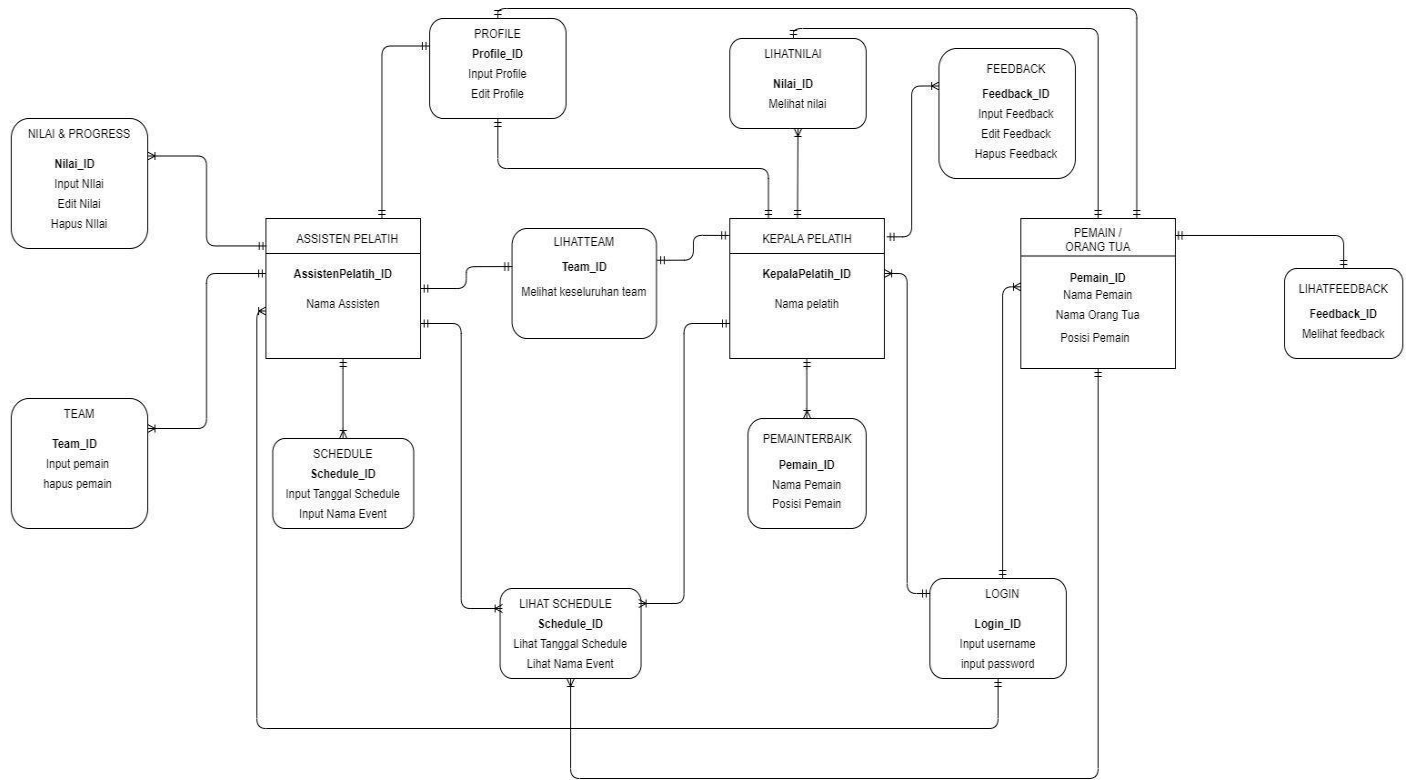 PROFILE
Profile_ID
Input Profile
Edit Profile
LIHATNILAI
Nilai_ID
Melihat nilai
FEEDBACK
Feedback_ID
Input Feedback
Edit Feedback
Hapus Feedback
NILAI & PROGRESS
Nilai_ID
Input NIlai
Edit Nilai
Hapus NIlai
ASSISTEN PELATIH
AssistenPelatih_ID
Nama Assisten
LIHATTEAM
Team_ID
Melihat keseluruhan team
KEPALA PELATIH
KepalaPelatih_ID
Nama pelatih
PEMAIN /
ORANG TUA
Pemain_ID
Nama Pemain
Nama Orang Tua
Posisi Pemain
LIHATFEEDBACK
Feedback_ID
Melihat feedback
TEAM
Team_ID
Input pemain
hapus pemain
SCHEDULE
Schedule_ID
Input Tanggal Schedule
Input Nama Event
PEMAINTERBAIK
Pemain_ID
Nama Pemain
Posisi Pemain
LIHAT SCHEDULE
Schedule_ID
Lihat Tanggal Schedule
Lihat Nama Event
LOGIN
Login_ID
Input username
input password